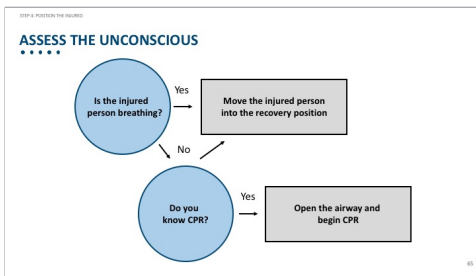 STEP 4: POSITION THE INJURED
ASSESS THE UNCONSCIOUS
Is the injured
person breathing?
Yes
Move the injured person
into the recovery position
No
Do you
know CPR?
Yes
Open the airway and
begin CPR
65